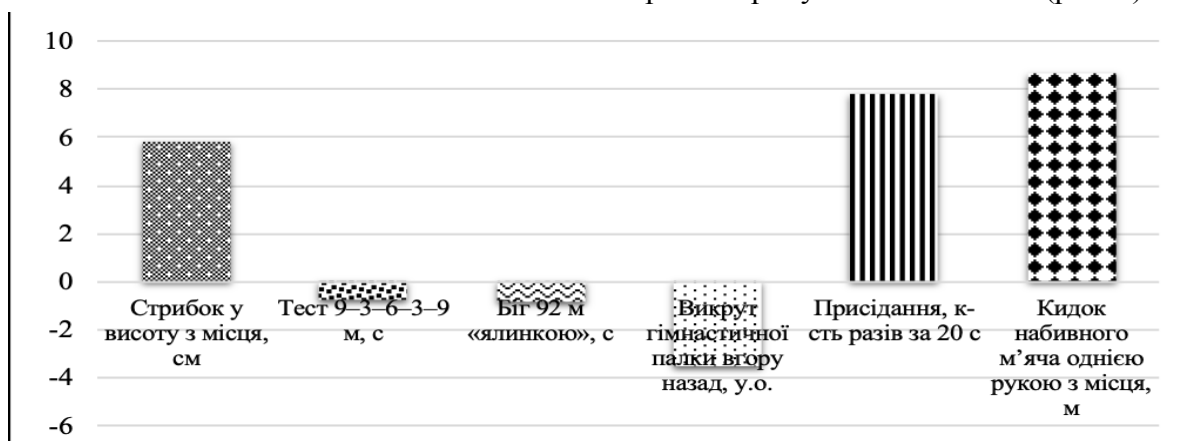 10
8
6
4
2
0
-2
-4
-6
Стрибок у
висоту з місця,
см
Тест 9–3–6–3–9
м, с
Біг 92 м
«ялинкою», с
Викрут
гімнастичної
палки вгору
назад, у.о.
Присідання, к-
сть разів за 20 с
Кидок
набивного
м’яча однією
рукою з місця,
м